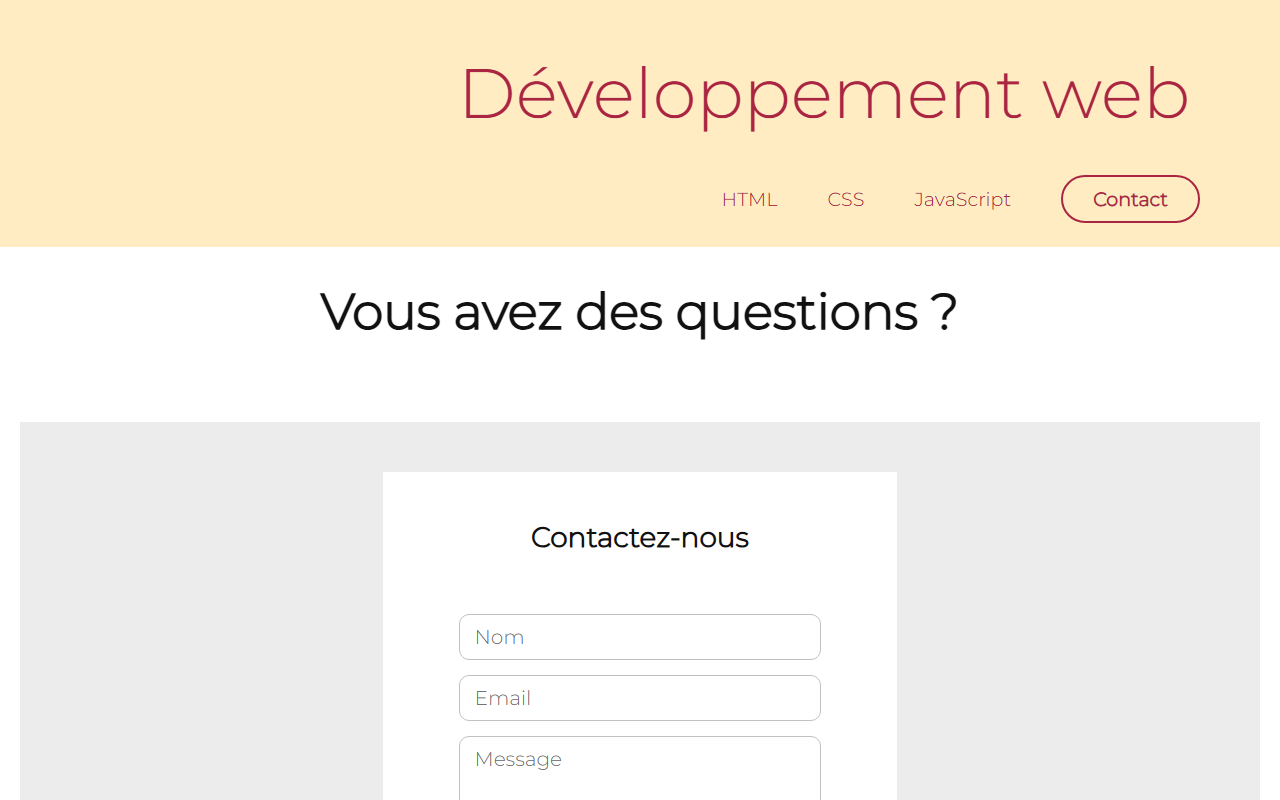 Développement web
HTML CSS JavaScript Contact
Vous avez des questions ?
Contactez-nous
Nom
Email
Message